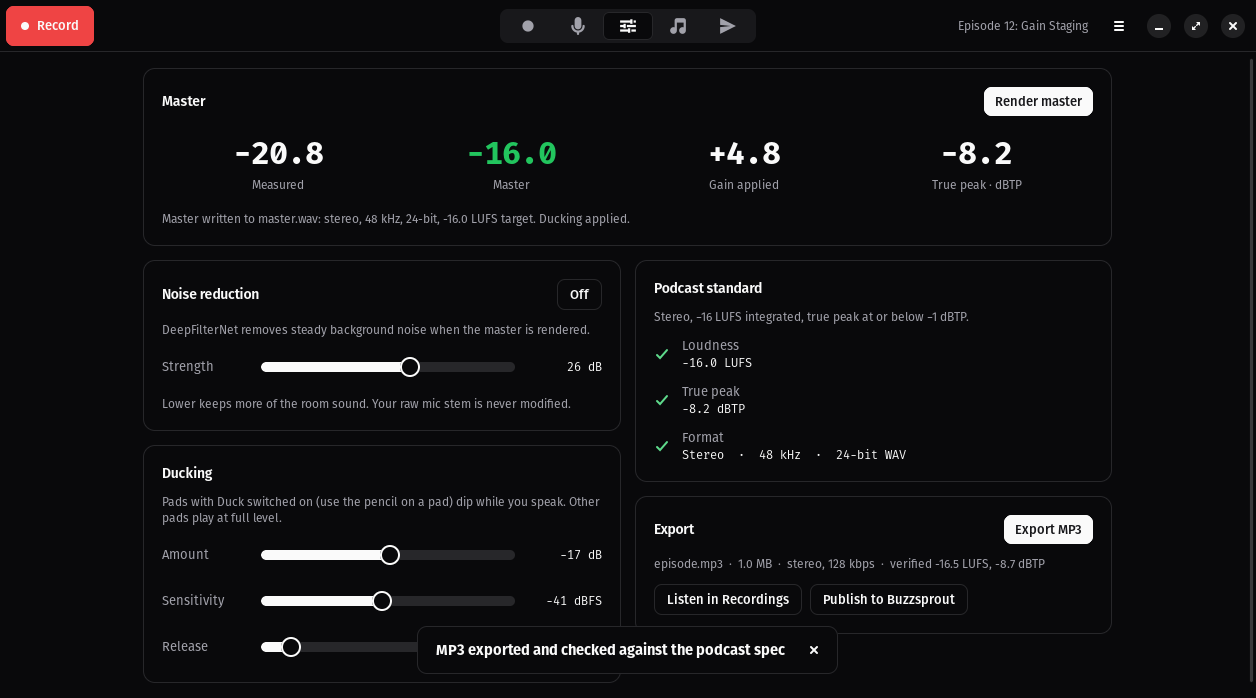 Record
Episode 12: Gain Staging
Master
Render master
-20.8
Measured
-16.0
Master
+4.8
Gain applied
-8.2
True peak · dBTP
Master written to master.wav: stereo, 48 kHz, 24-bit, -16.0 LUFS target. Ducking applied.
Noise reduction
Off
DeepFilterNet removes steady background noise when the master is rendered.
Strength
26 dB
Lower keeps more of the room sound. Your raw mic stem is never modified.
Ducking
Pads with Duck switched on (use the pencil on a pad) dip while you speak. Other
pads play at full level.
Amount
-17 dB
Sensitivity
-41 dBFS
Release
Podcast standard
Stereo, -16 LUFS integrated, true peak at or below -1 dBTP.
Loudness
-16.0 LUFS
True peak
-8.2 dBTP
Format
Stereo · 48 kHz · 24-bit WAV
Export
Export MP3
episode.mp3 · 1.0 MB · stereo, 128 kbps · verified -16.5 LUFS, -8.7 dBTP
Listen in Recordings
Publish to Buzzsprout
MP3 exported and checked against the podcast spec